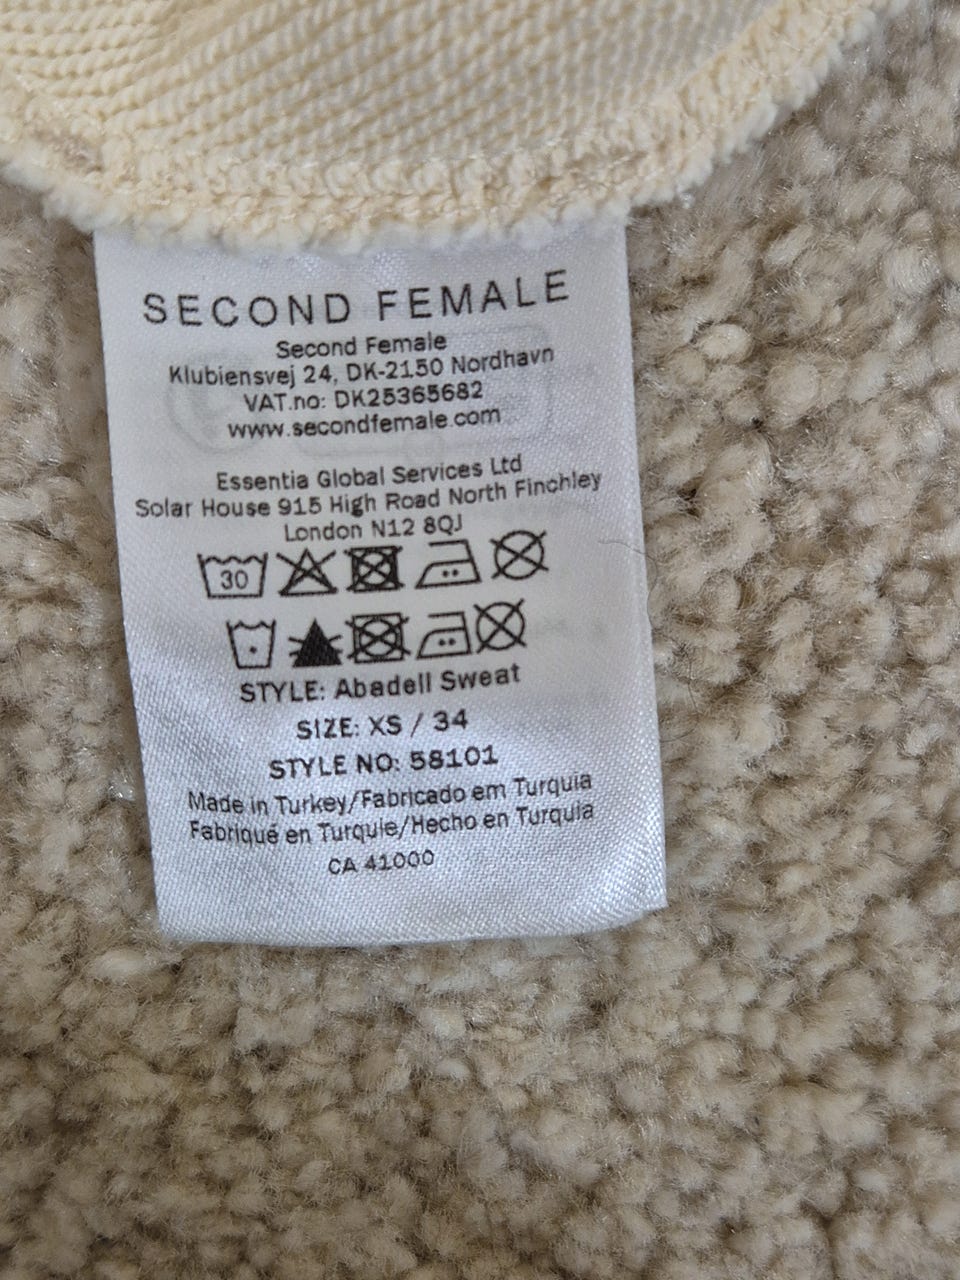 SECOND FEMALE
Second Female
Klubiensvej 24, DK-2150 Nordhavn
VAT.no: DK25365682
www.secondfemale.com
Essentia Global Services Ltd
Solar House 915 High Road North Finchley
London N12 8QJ
30
STYLE: Abadell Sweat
SIZE: XS / 34
STYLE NO: 58101
Made in Turkey/Fabricado em Turquia
Fabriqué en Turquie/Hecho en Turquia
CA 41000